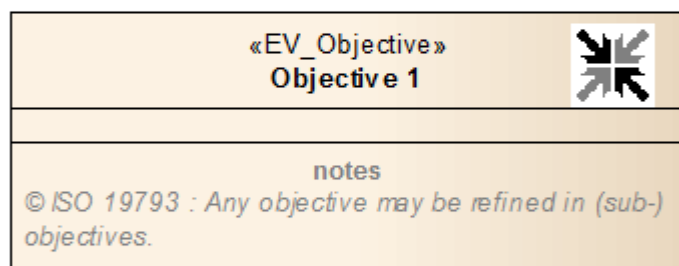 «EV_Objective»
Objective 1
notes
© ISO 19793 : Any objective may be refined in (sub-)
objectives.